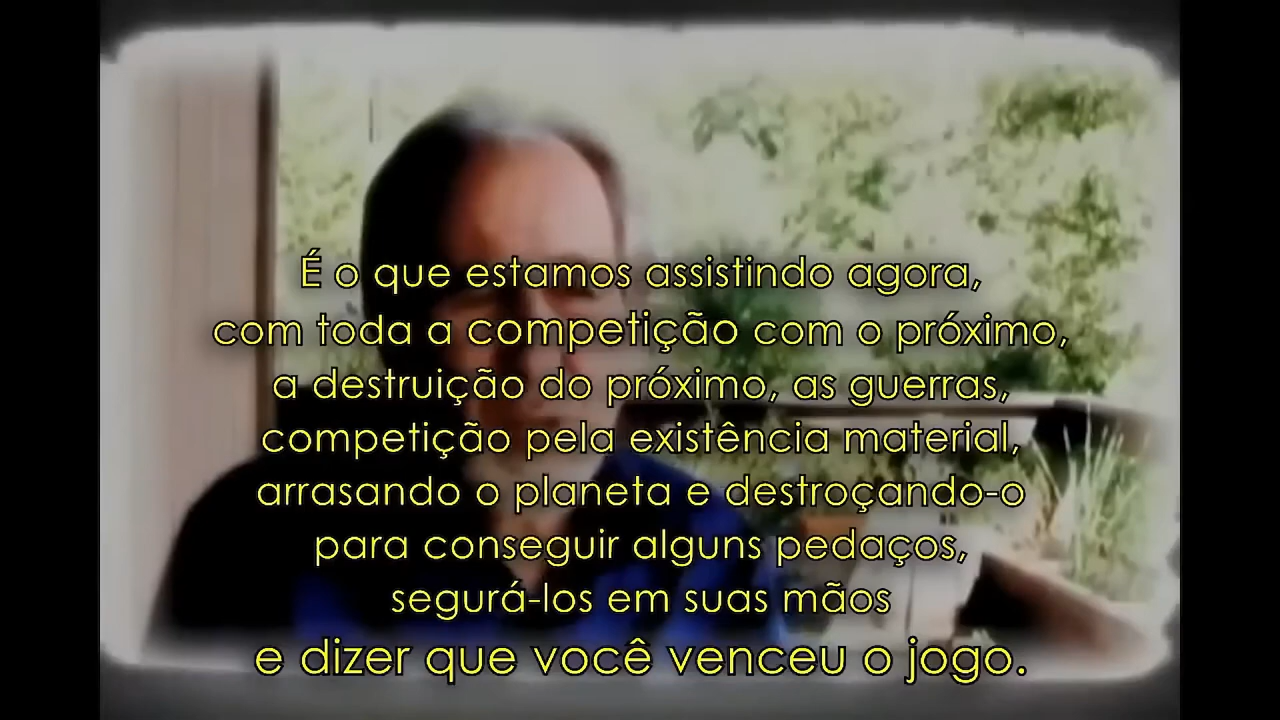 É o que estamos assistindo agora,
com toda a competição com o próximo,
a destruição do próximo, as guerras,
competição pela existência material,
arrasando o planeta e destroçando-o
para conseguir alguns pedaços,
segurá-los em suas mãos
e dizer que você venceu o jogo.